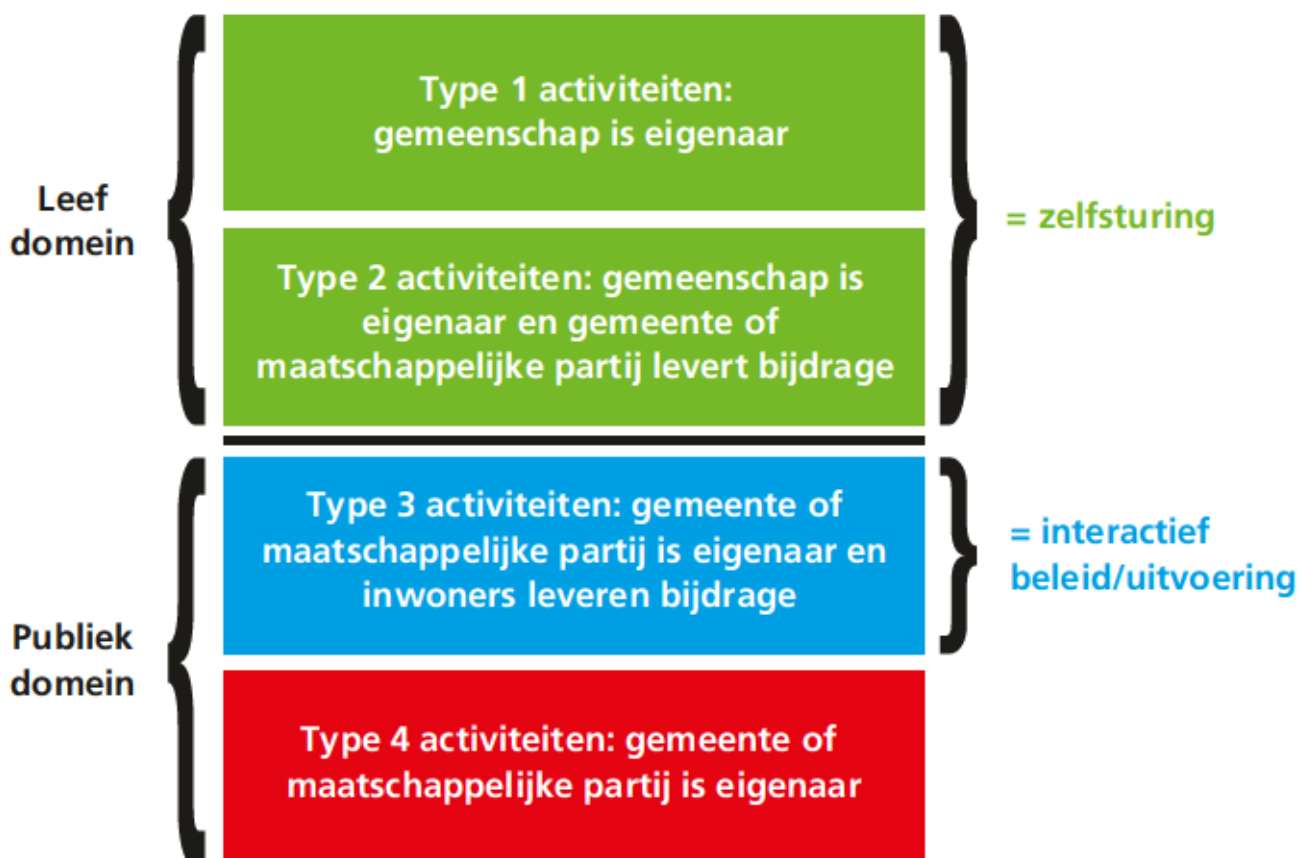 Type 1 activiteiten:
gemeenschap is eigenaar
Leef
domein
= zelfsturing
Type 2 activiteiten: gemeenschap is
eigenaar en gemeente of
maatschappelijke partij levert bijdrage
Type 3 activiteiten: gemeente of
maatschappelijke partij is eigenaar en
inwoners leveren bijdrage
= interactief
beleid/uitvoering
Publiek
domein
Type 4 activiteiten: gemeente of
maatschappelijke partij is eigenaar